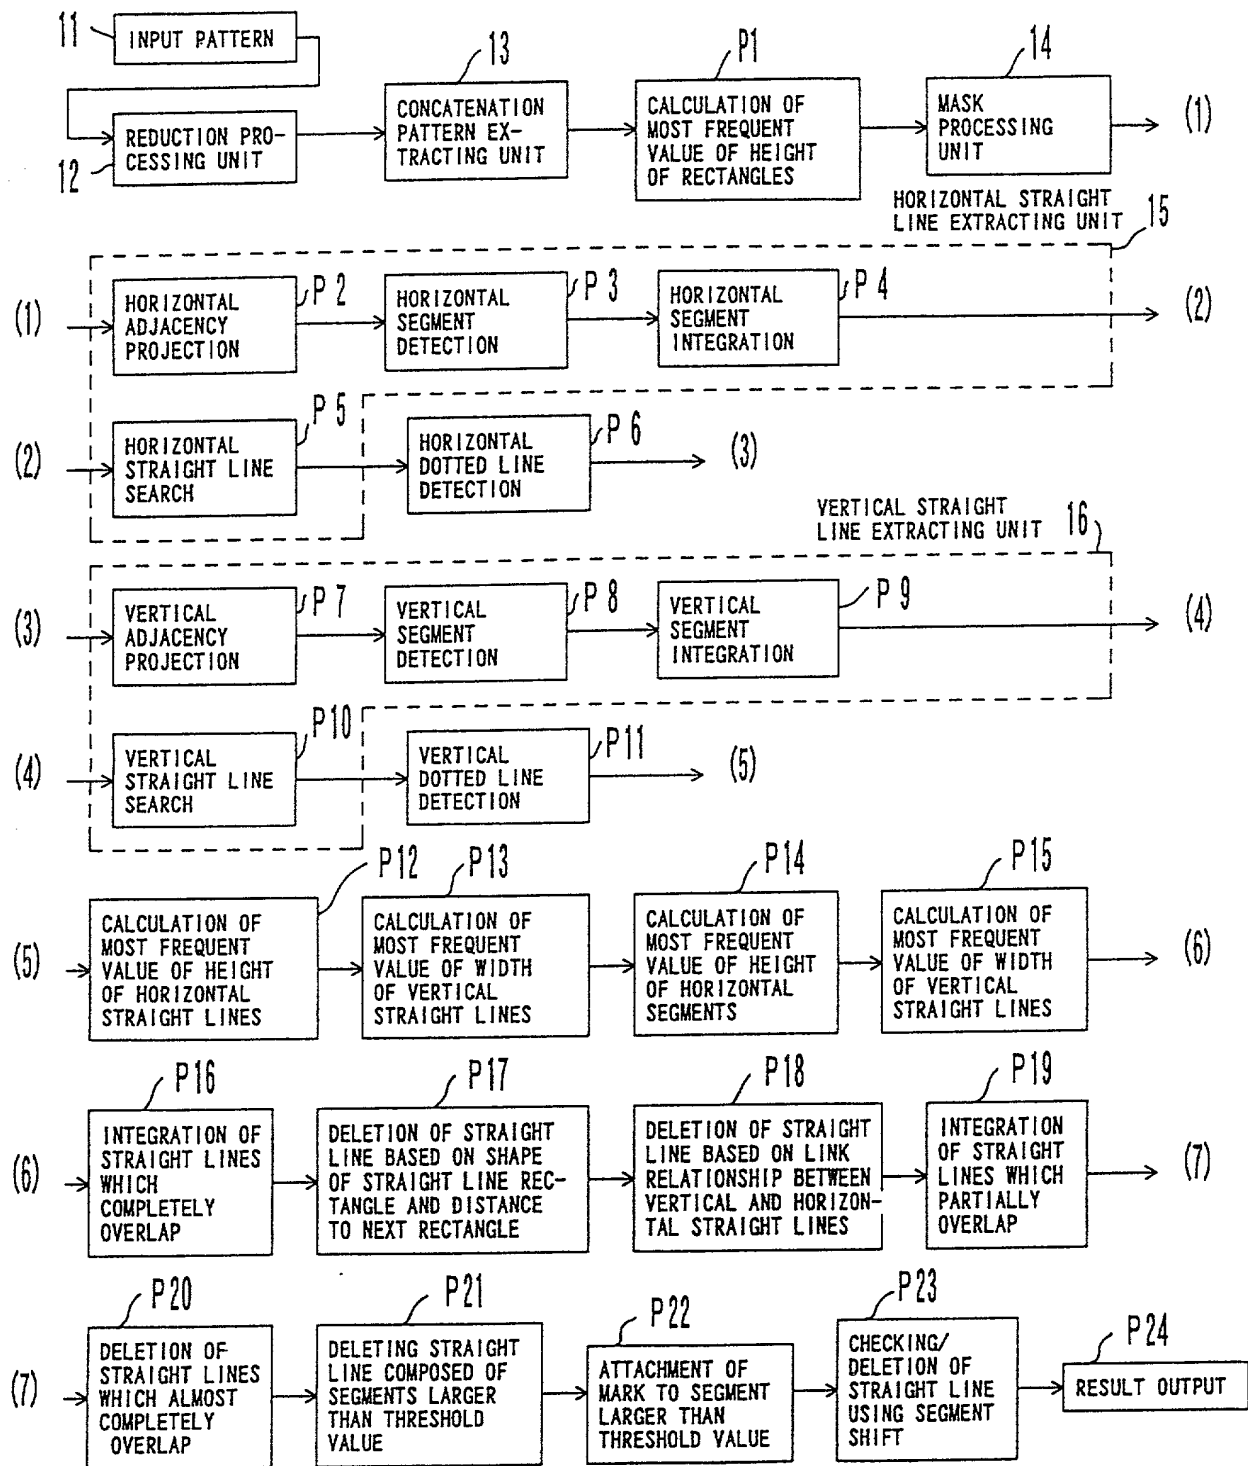 11
INPUT PATTERN
12
REDUCTION PRO-
CESSING UNIT
13
CONCATENATION
PATTERN EX-
TRACTING UNIT
P1
CALCULATION OF
MOST FREQUENT
VALUE OF HEIGHT
OF RECTANGLES
14
MASK
PROCESSING
UNIT
(1)
HORIZONTAL STRAIGHT
LINE EXTRACTING UNIT
15
(1)
P2
HORIZONTAL
ADJACENCY
PROJECTION
P3
HORIZONTAL
SEGMENT
DETECTION
P4
HORIZONTAL
SEGMENT
INTEGRATION
(2)
(2)
P5
HORIZONTAL
STRAIGHT LINE
SEARCH
P6
HORIZONTAL
DOTTED LINE
DETECTION
(3)
VERTICAL STRAIGHT
LINE EXTRACTING UNIT
16
(3)
P7
VERTICAL
ADJACENCY
PROJECTION
P8
VERTICAL
SEGMENT
DETECTION
P9
VERTICAL
SEGMENT
INTEGRATION
(4)
(4)
P10
VERTICAL
STRAIGHT LINE
SEARCH
P11
VERTICAL
DOTTED LINE
DETECTION
(5)
(5)
P12
CALCULATION OF
MOST FREQUENT
VALUE OF HEIGHT
OF HORIZONTAL
STRAIGHT LINES
P13
CALCULATION OF
MOST FREQUENT
VALUE OF WIDTH
OF VERTICAL
STRAIGHT LINES
P14
CALCULATION OF
MOST FREQUENT
VALUE OF HEIGHT
OF HORIZONTAL
SEGMENTS
P15
CALCULATION OF
MOST FREQUENT
VALUE OF WIDTH
OF VERTICAL
STRAIGHT LINES
(6)
(6)
P16
INTEGRATION OF
STRAIGHT LINES
WHICH
COMPLETELY
OVERLAP
P17
DELETION OF STRAIGHT
LINE BASED ON SHAPE
OF STRAIGHT LINE REC-
TANGLE AND DISTANCE
TO NEXT RECTANGLE
P18
DELETION OF STRAIGHT
LINE BASED ON LINK
RELATIONSHIP BETWEEN
VERTICAL AND HORIZON-
TAL STRAIGHT LINES
P19
INTEGRATION
OF STRAIGHT
LINES WHICH
PARTIALLY
OVERLAP
(7)
(7)
P20
DELETION OF
STRAIGHT LINES
WHICH ALMOST
COMPLETELY
OVERLAP
P21
DELETING STRAIGHT
LINE COMPOSED OF
SEGMENTS LARGER
THAN THRESHOLD
VALUE
P22
ATTACHMENT OF
MARK TO SEGMENT
LARGER THAN
THRESHOLD VALUE
P23
CHECKING/
DELETION OF
STRAIGHT LINE
USING SEGMENT
SHIFT
P24
RESULT OUTPUT